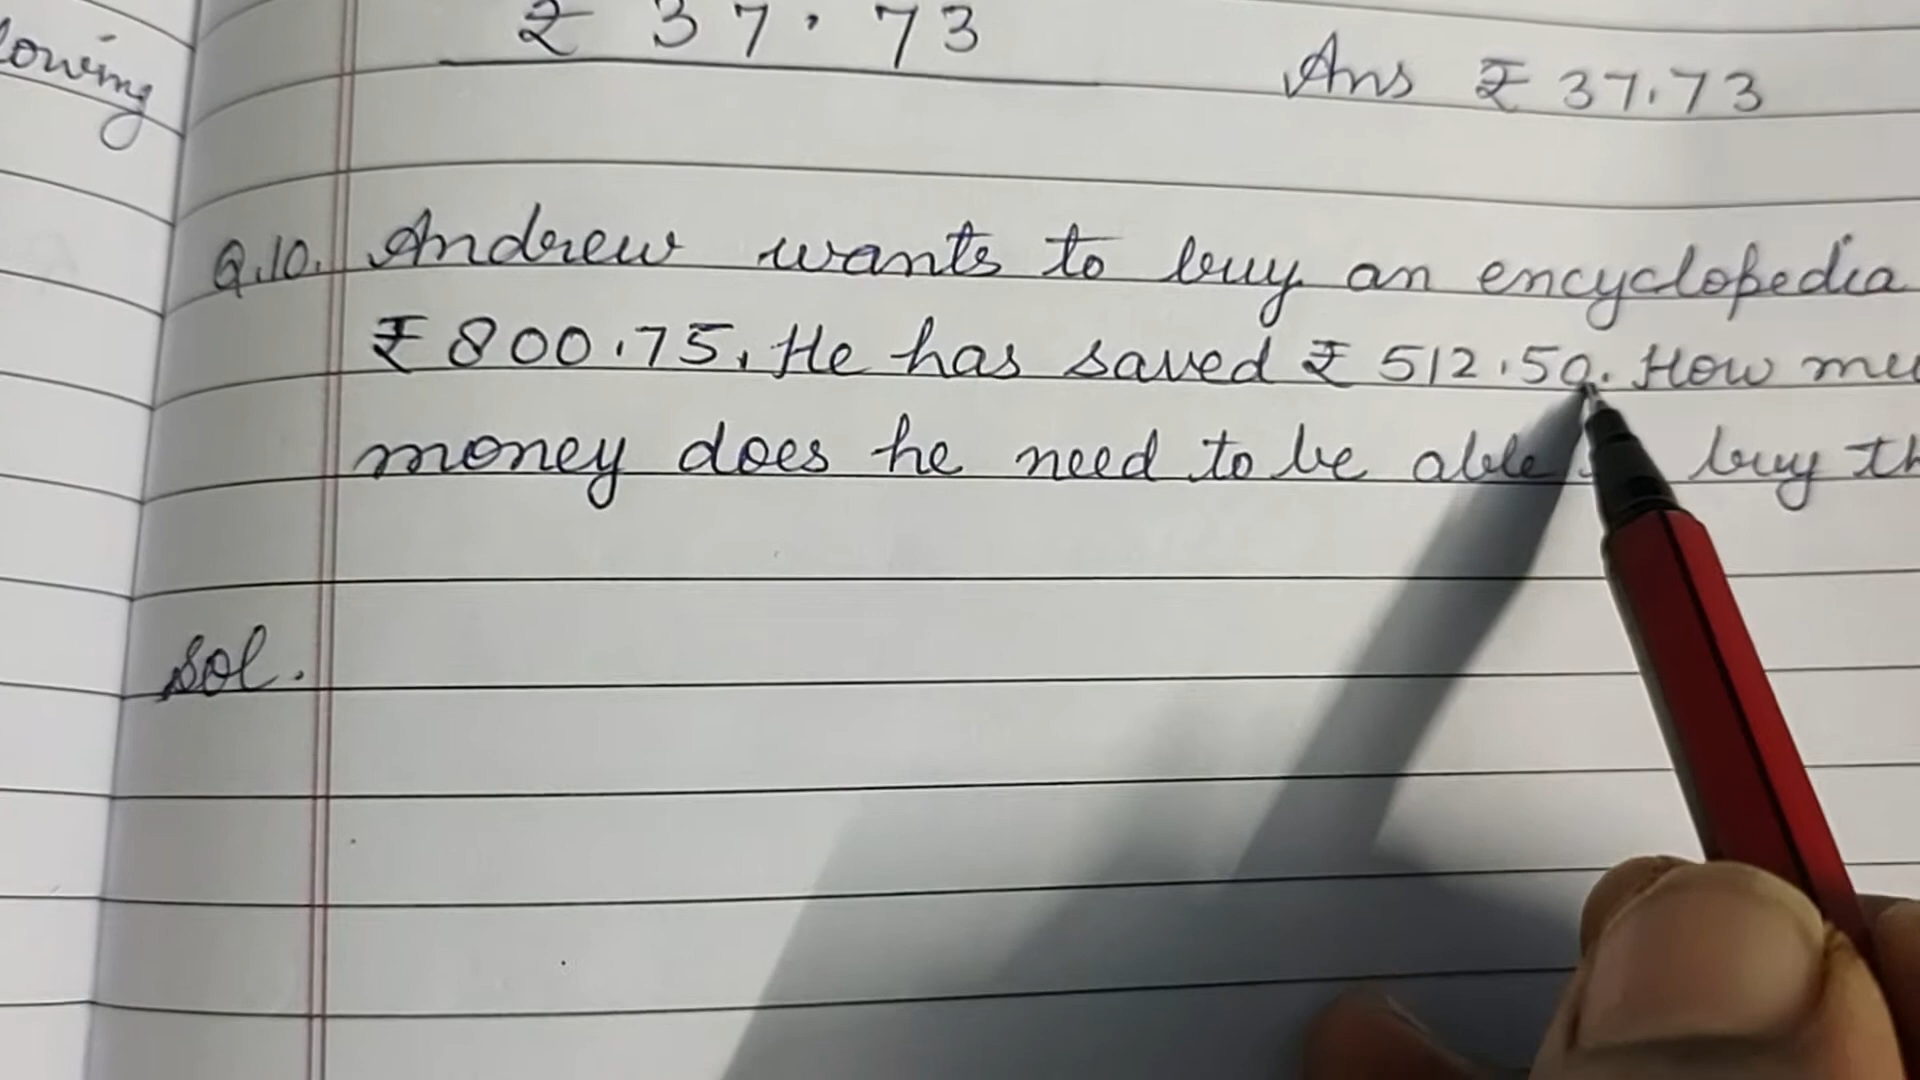 lowing
₹ 37.73
Ans ₹ 37.73
Q.10. Andrew wants to buy an encyclopedia
₹ 800.75. He has saved ₹ 512.50. How
money does he need to be able buy
Sol.